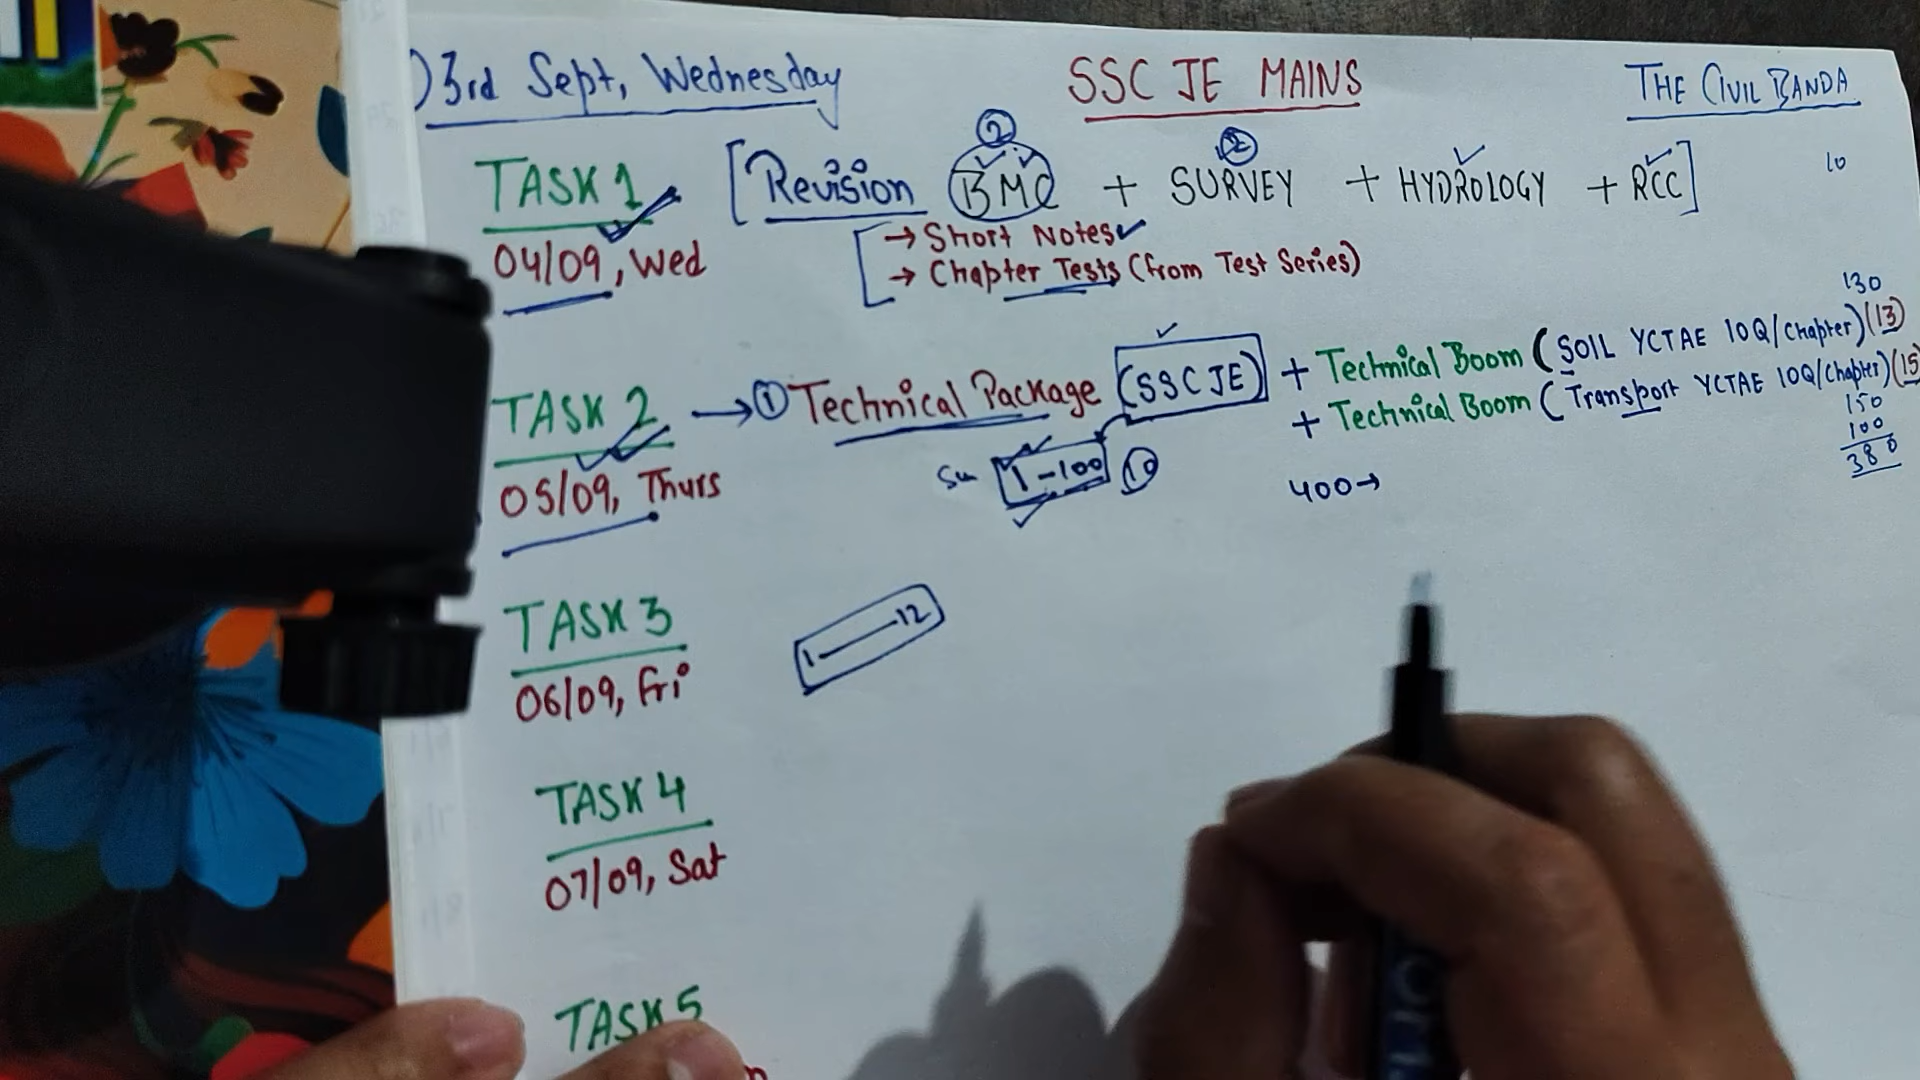 3rd Sept, Wednesday SSC JE MAINS THE CIVIL BANDA
2
TASK 1 [Revision BMC + SURVEY + HYDROLOGY + RCC] 10
04/09, Wed → Short Notes
→ Chapter Tests (from Test Series)
130
TASK 2 → ① Technical Package (SSC JE) + Technical Boom (SOIL YCTAE 10Q/Chapter) (13)
+ Technical Boom (Transport YCTAE 10Q/Chapter) (15)
150
100
380
05/09, Thurs 1-100 10 400→
TASK 3 1—12
06/09, Fri
TASK 4
07/09, Sat
TASK 5